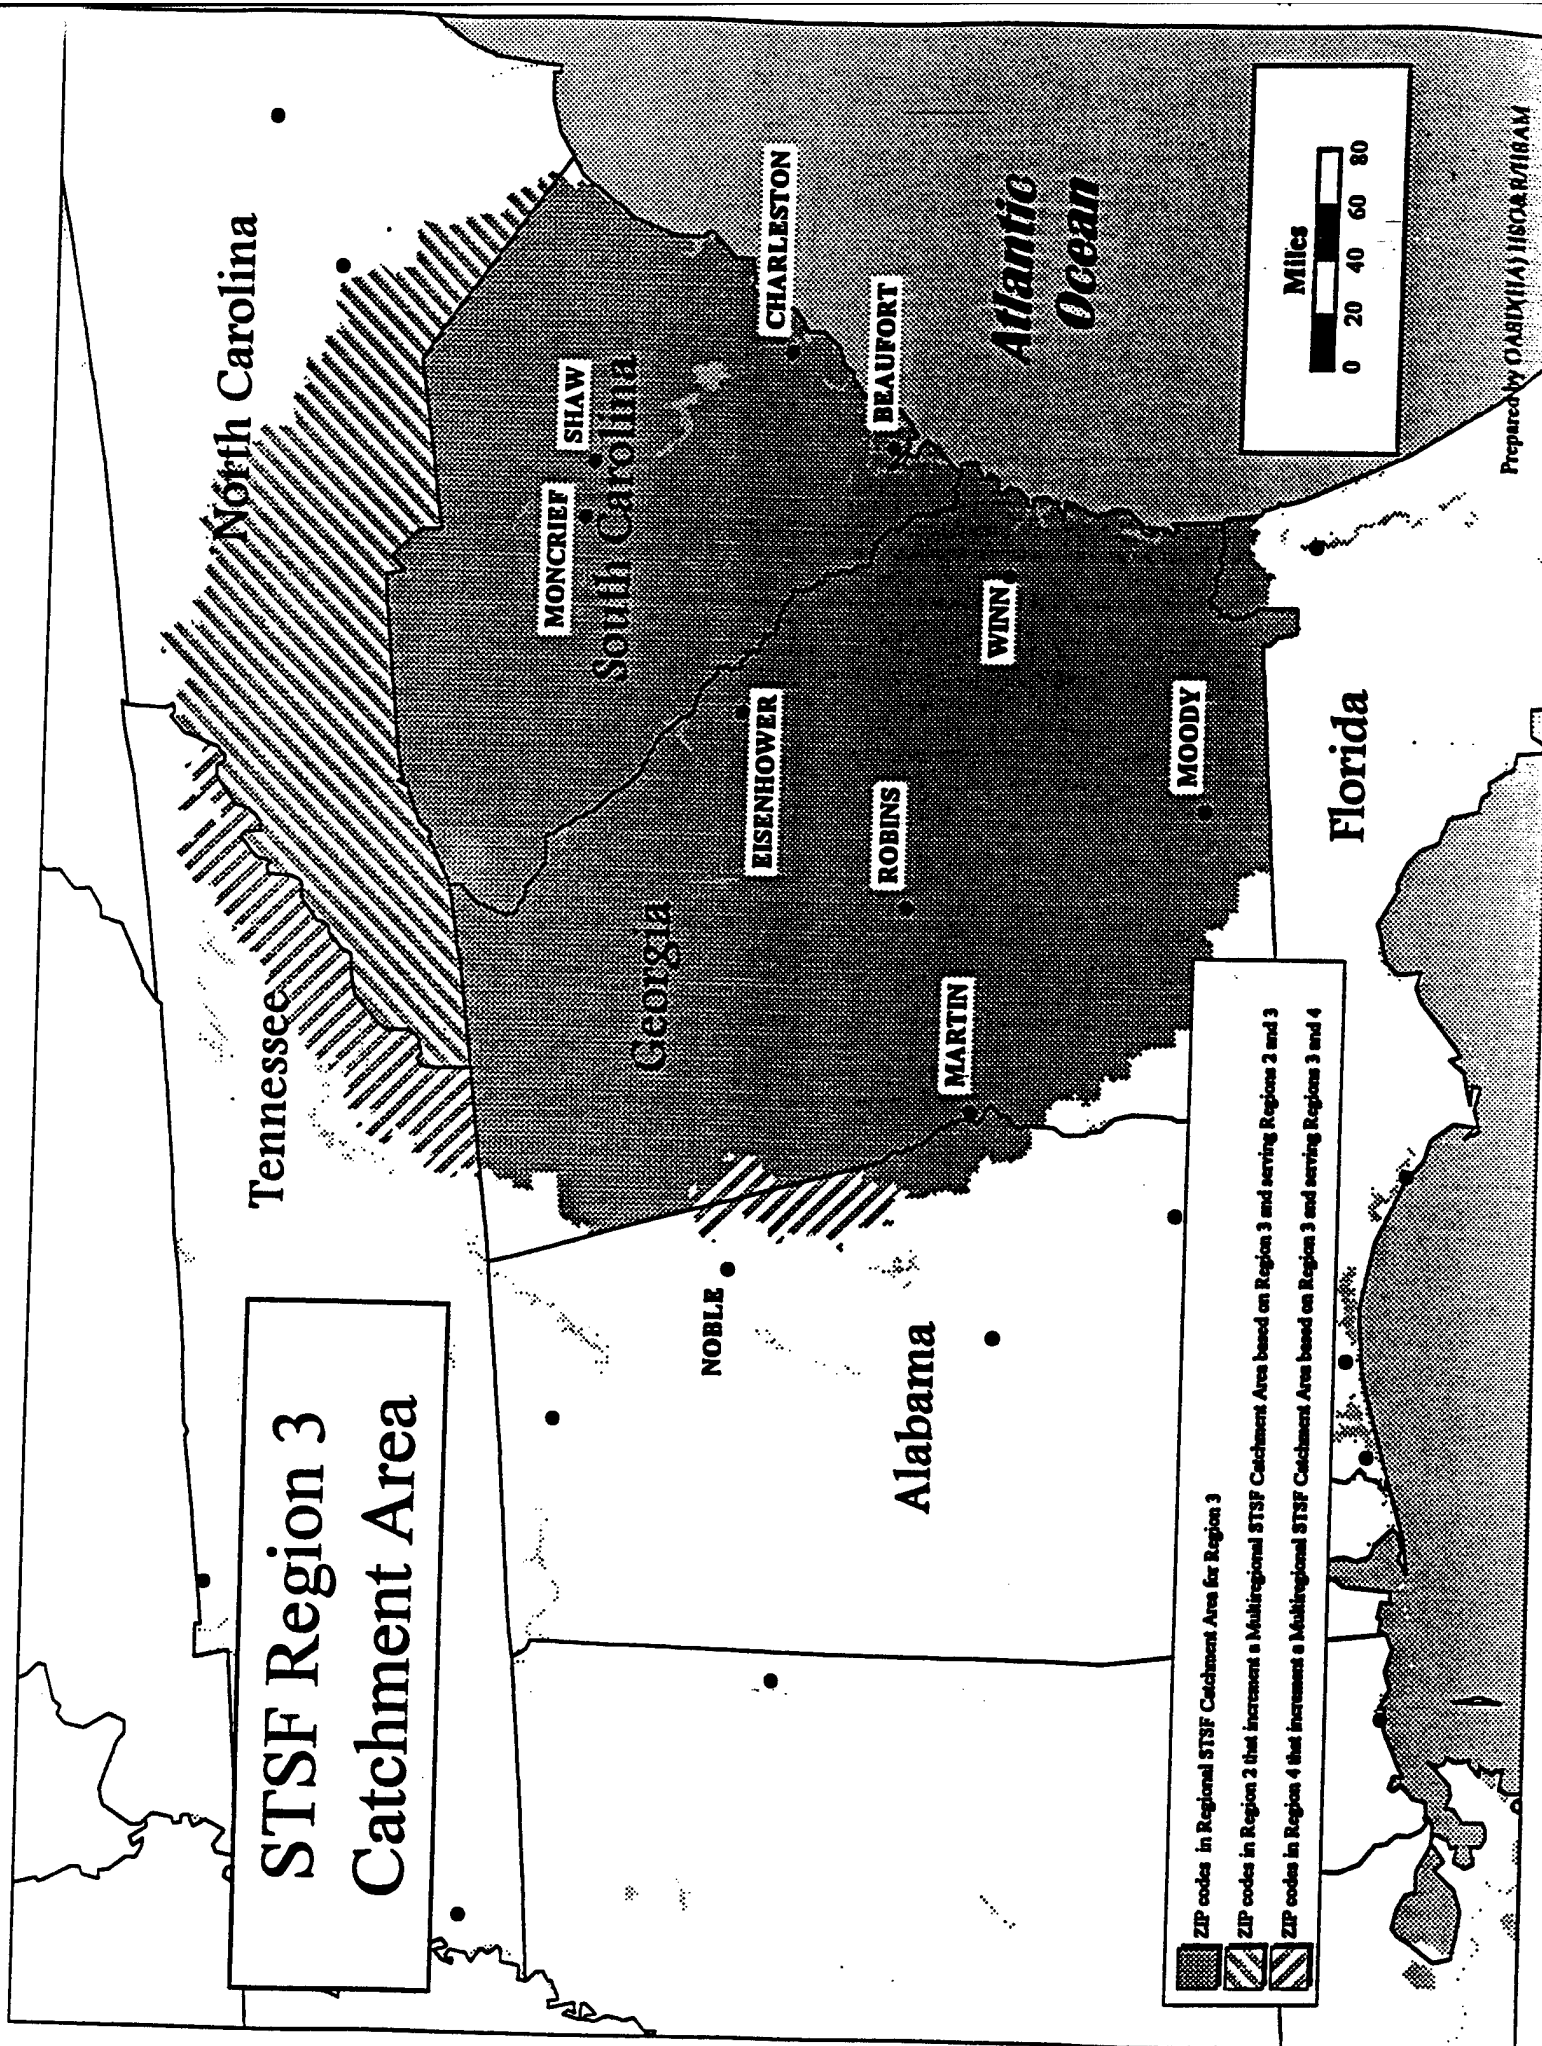 STSF Region 3
Catchment Area
Tennessee
North Carolina
SHAW
MONCRIEF
South Carolina
CHARLESTON
NOBLE
Georgia
EISENHOWER
BEAUFORT
Alabama
ROBINS
MARTIN
WINN
Atlantic
Ocean
MOODY
Florida
Miles
0 20 40 60 80
ZIP codes in Regional STSF Catchment Area for Region 3
ZIP codes in Region 2 that increment a Multiregional STSF Catchment Area based on Region 3 and serving Regions 2 and 3
ZIP codes in Region 4 that increment a Multiregional STSF Catchment Area based on Region 3 and serving Regions 3 and 4
Prepared by